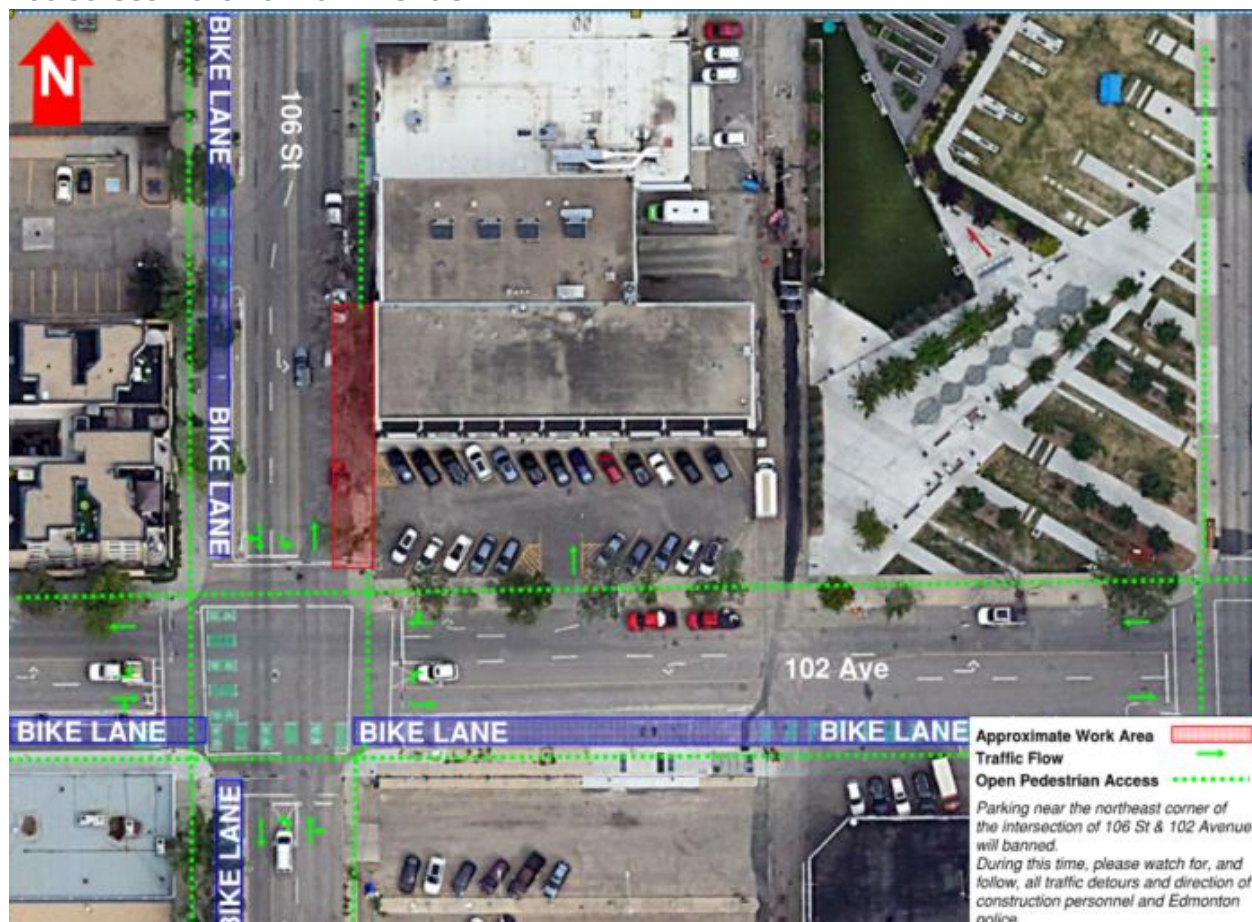 N
BIKE LANE
106 St
BIKE LANE
102 Ave
BIKE LANE
BIKE LANE
BIKE LANE
BIKE LANE
Approximate Work Area
Traffic Flow
Open Pedestrian Access
Parking near the northeast corner of
the intersection of 106 St & 102 Avenue
will banned.
During this time, please watch for, and
follow, all traffic detours and direction of
construction personnel and Edmonton
police